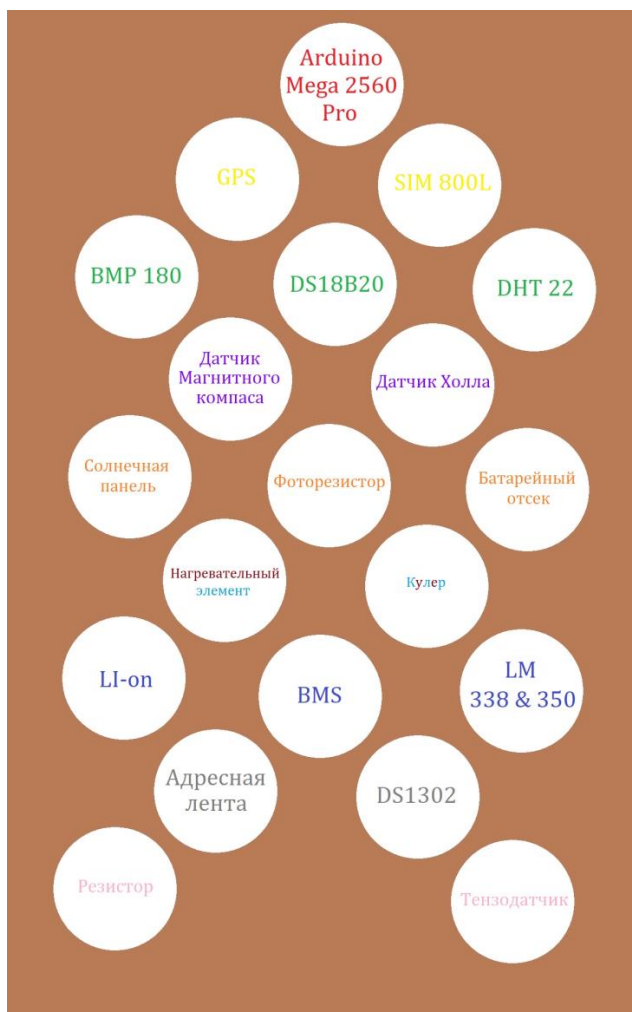 Arduino
Mega 2560
Pro
GPS
SIM 800L
BMP 180
DS18B20
DHT 22
Датчик
Магнитного
компаса
Датчик Холла
Солнечная
панель
Фоторезистор
Батарейный
отсек
Нагревательный
элемент
Кулер
LI-on
BMS
LM
338 & 350
Адресная
лента
DS1302
Резистор
Тензодатчик